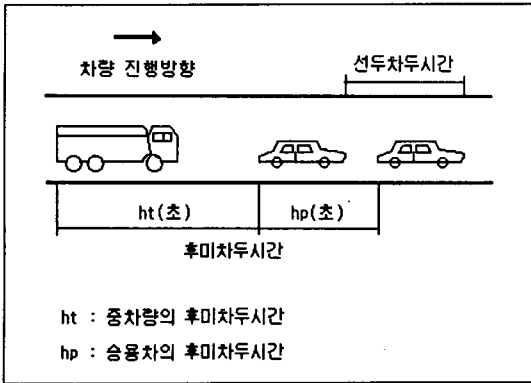 차량 진행방향
선두차두시간
ht(초)
hp(초)
후미차두시간
ht : 중차량의 후미차두시간
hp : 승용차의 후미차두시간